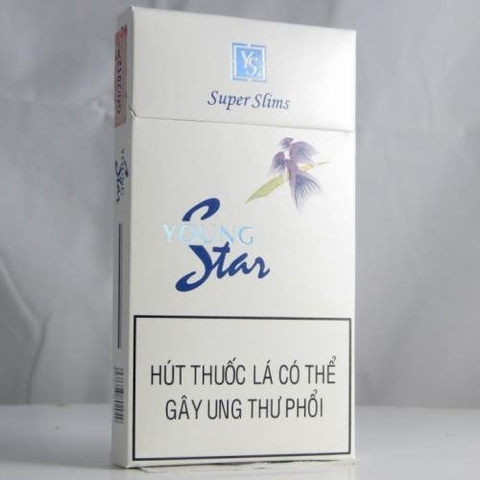 YS
Super Slims
YOUNG
Star
HÚT THUỐC LÁ CÓ THỂ
GÂY UNG THƯ PHỔI